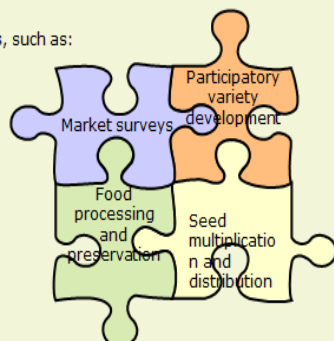 s, such as:
Participatory
variety
development
Market surveys
Food
processing
and
preservation
Seed
multiplicatio
n and
distribution